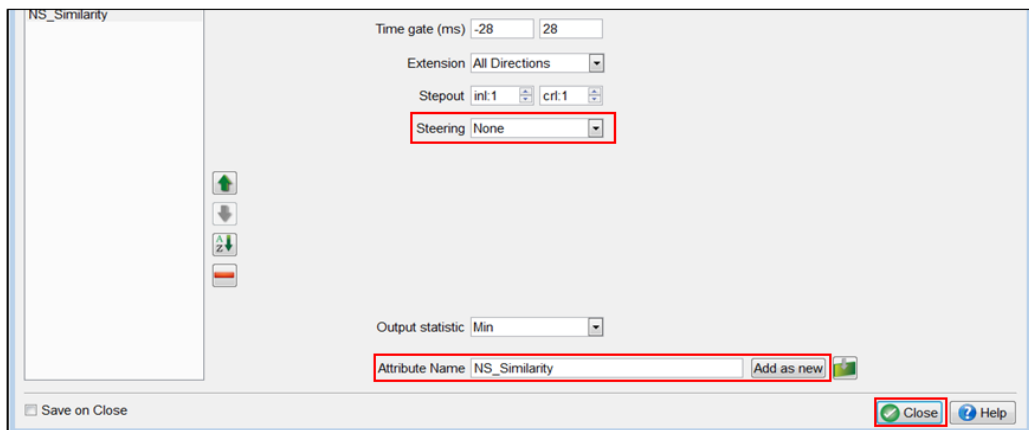 NS_Similarity
Time gate (ms) -28 28
Extension All Directions
Stepout inl:1 crl:1
Steering None
A
Z
Output statistic Min
Attribute Name NS_Similarity Add as new
Save on Close Close ? Help